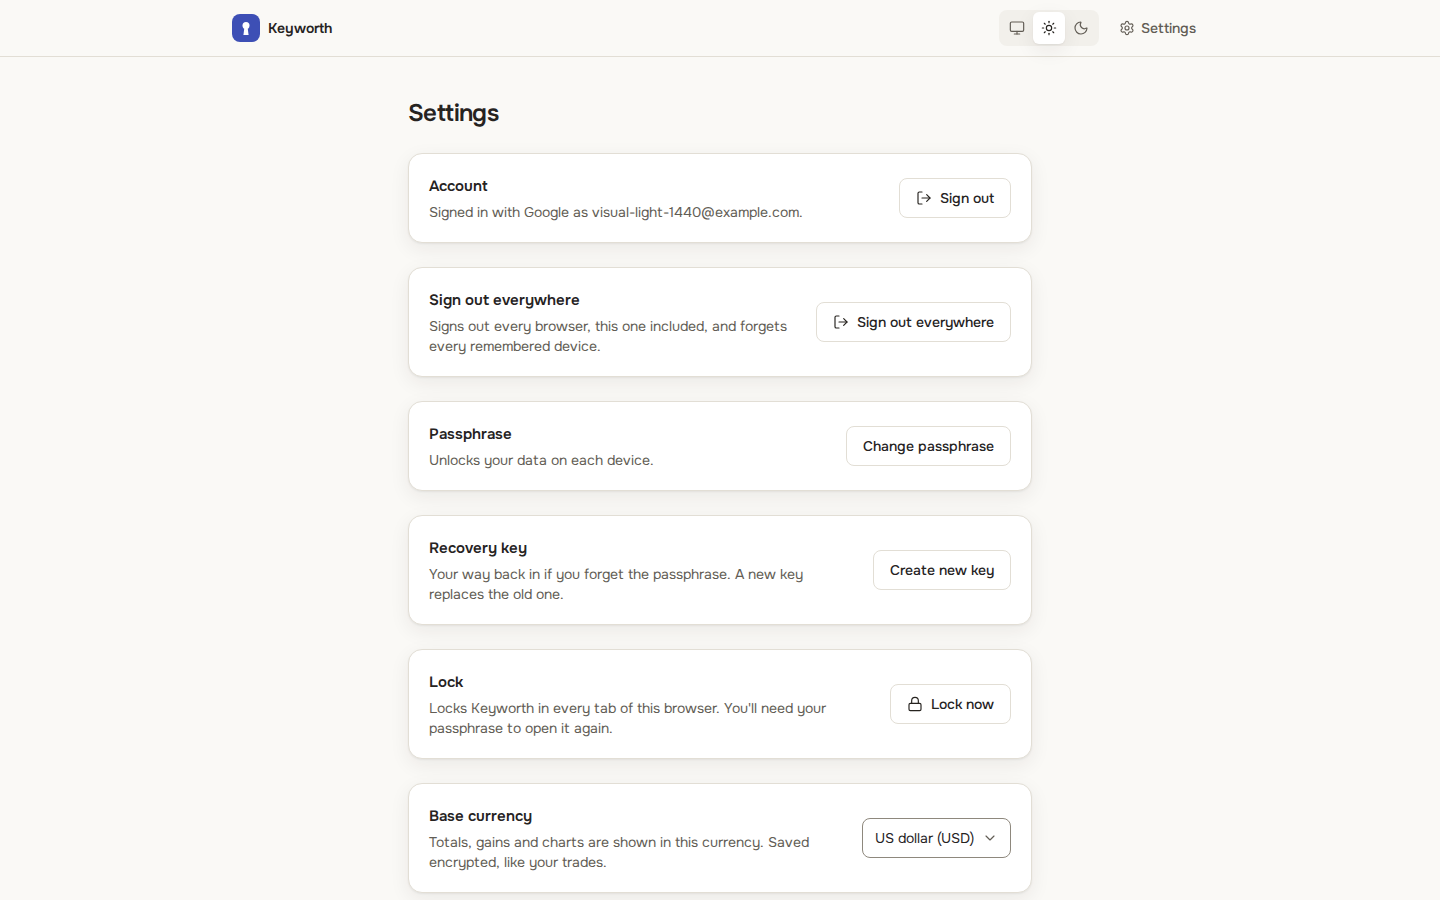 Keyworth
Settings
Settings
Account
Signed in with Google as visual-light-1440@example.com.
Sign out
Sign out everywhere
Signs out every browser, this one included, and forgets
every remembered device.
Sign out everywhere
Passphrase
Unlocks your data on each device.
Change passphrase
Recovery key
Your way back in if you forget the passphrase. A new key
replaces the old one.
Create new key
Lock
Locks Keyworth in every tab of this browser. You'll need your
passphrase to open it again.
Lock now
Base currency
Totals, gains and charts are shown in this currency. Saved
encrypted, like your trades.
US dollar (USD)